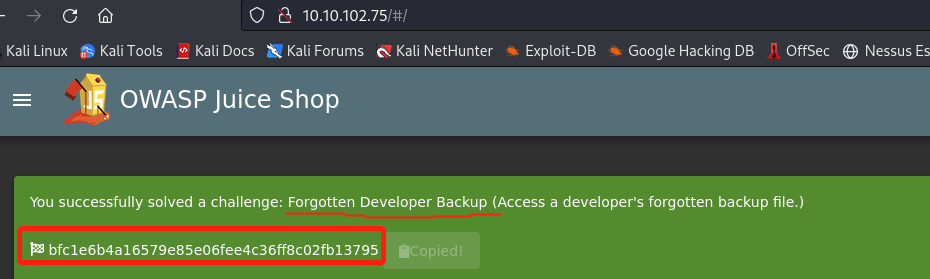 10.10.102.75/#/
Kali Linux Kali Tools Kali Docs Kali Forums Kali NetHunter Exploit-DB Google Hacking DB OffSec Nessus Es
OWASP Juice Shop
You successfully solved a challenge: Forgotten Developer Backup (Access a developer's forgotten backup file.)
bfc1e6b4a16579e85e06fee4c36ff8c02fb13795 Copied!